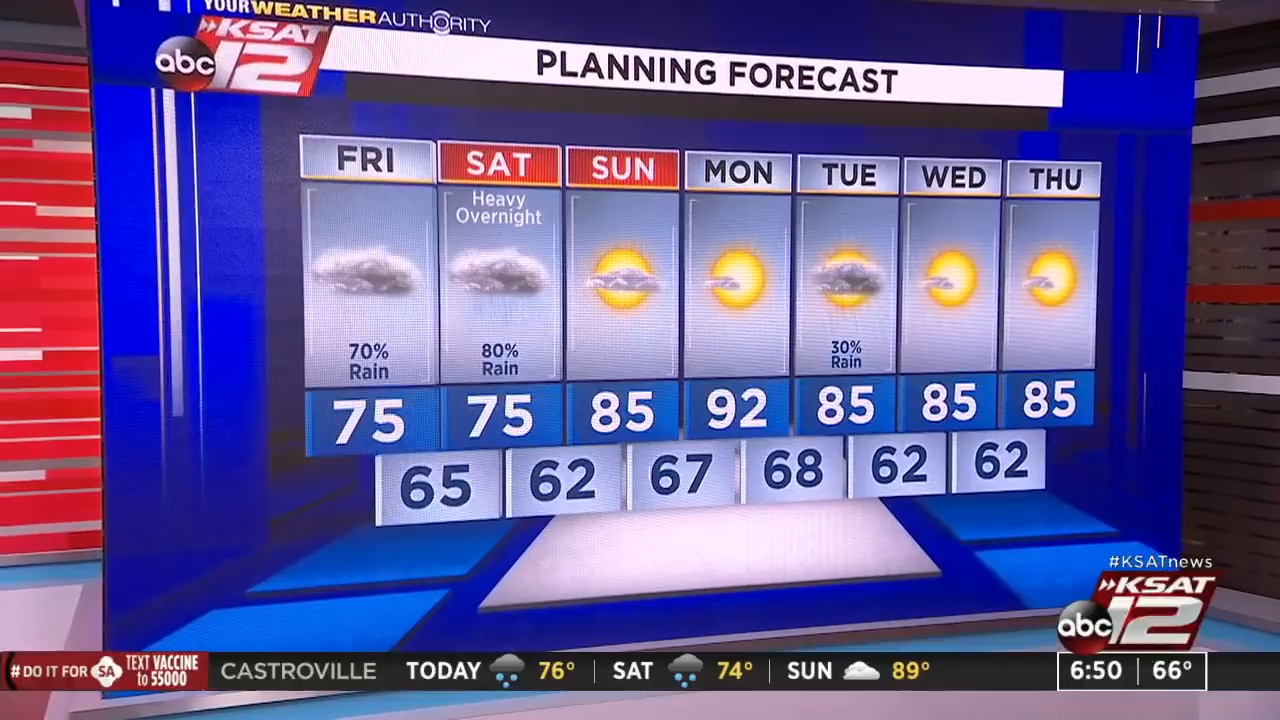 YOUR WEATHER AUTHORITY
KSAT
abc 12
PLANNING FORECAST
FRI SAT SUN MON TUE WED THU
Heavy
Overnight
70% 80% 30%
Rain Rain Rain
75 75 85 92 85 85 85
65 62 67 68 62 62
#KSATnews
KSAT
abc 12
#DO IT FOR SA TEXT VACCINE
to 55000
CASTROVILLE TODAY 76° SAT 74° SUN 89° 6:50 66°